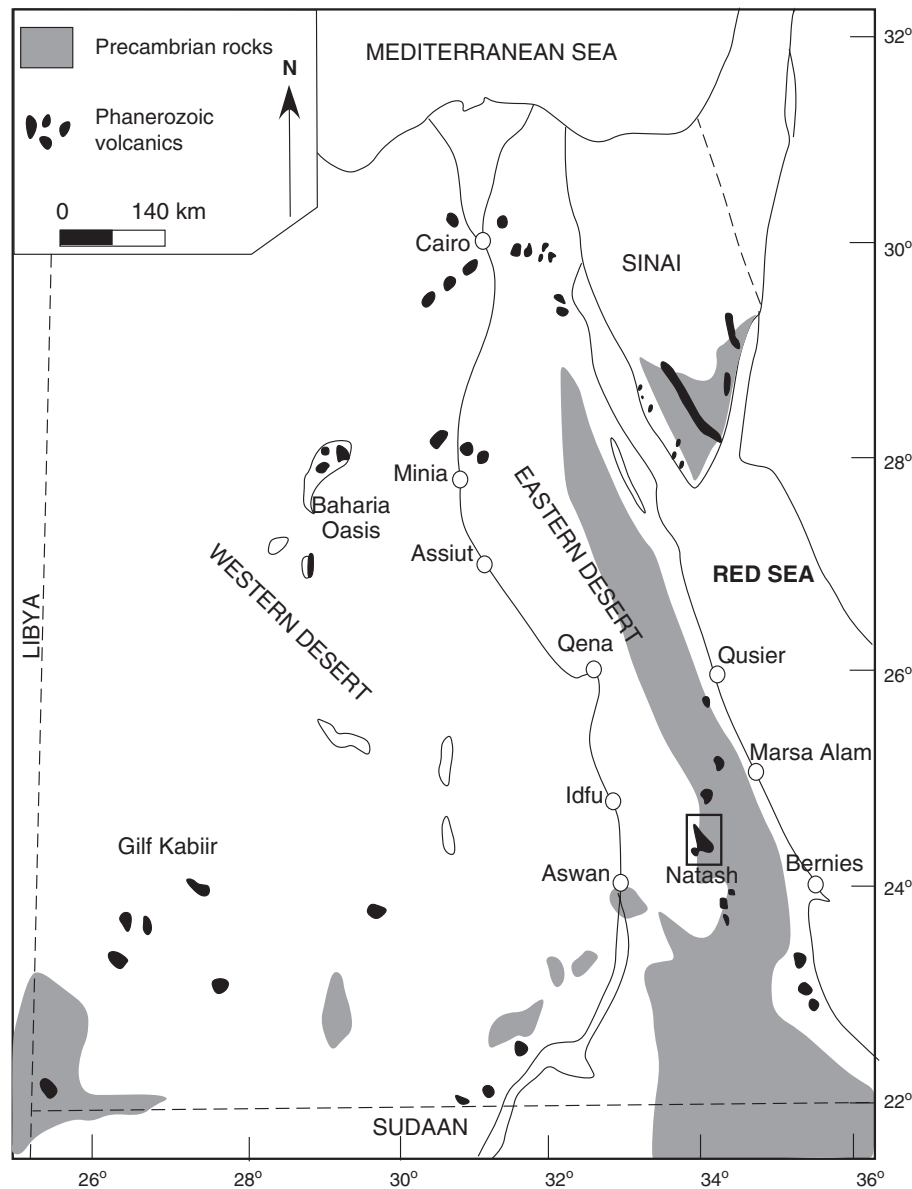 Precambrian rocks
N
Phanerozoic
volcanics
0 140 km
MEDITERRANEAN SEA
32º
Cairo
SINAI
30º
Minia
28º
Baharia
Oasis
EASTERN DESERT
Assiut
WESTERN DESERT
RED SEA
LIBYA
Qena
Qusier
26º
Marsa Alam
Idfu
Gilf Kabiir
Aswan
Natash
Bernies
24º
22º
SUDAAN
26º 28º 30º 32º 34º 36º